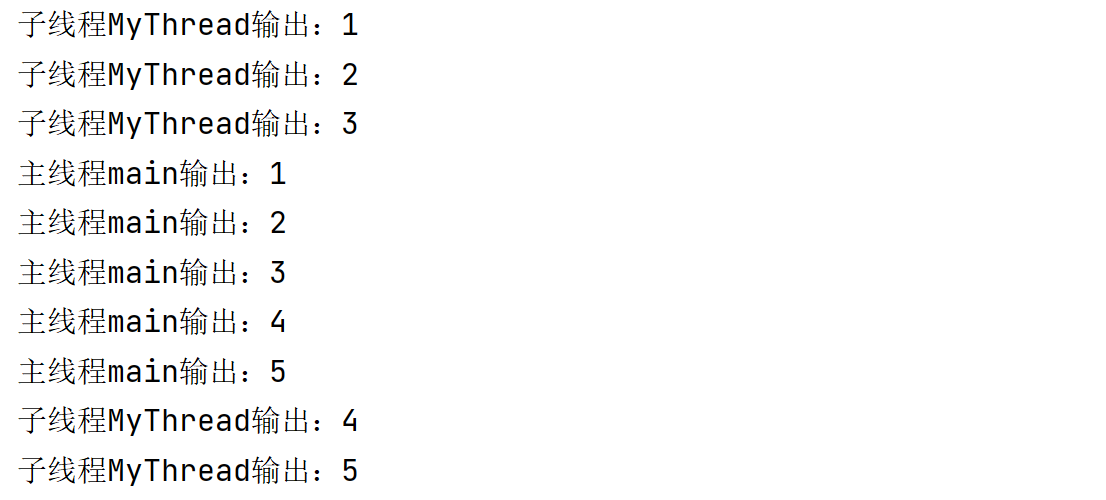 子线程MyThread输出：1
子线程MyThread输出：2
子线程MyThread输出：3
主线程main输出：1
主线程main输出：2
主线程main输出：3
主线程main输出：4
主线程main输出：5
子线程MyThread输出：4
子线程MyThread输出：5